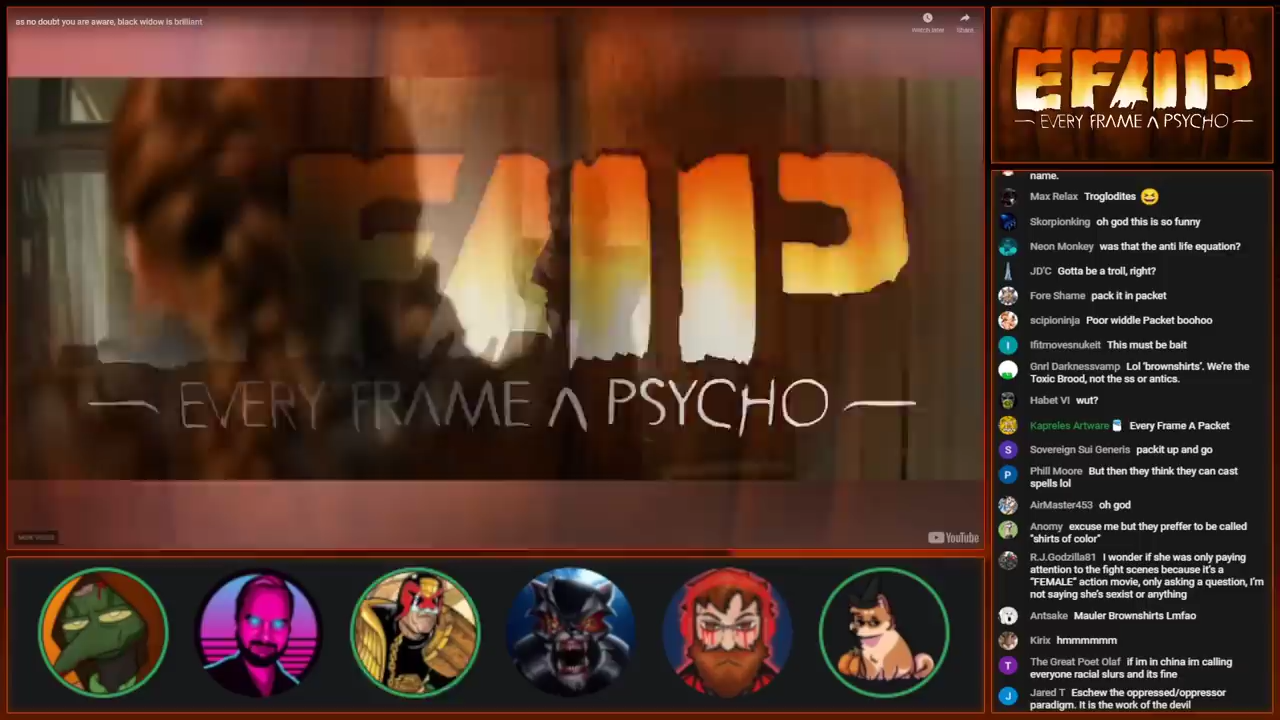 as no doubt you are aware, black widow is brilliant
Watch later
Share
EFAP
EVERY FRAME A PSYCHO
MORE VIDEOS
YouTube
EFAP
EVERY FRAME A PSYCHO
name.
Max Relax Troglodites 😆
Skorpionking oh god this is so funny
Neon Monkey was that the anti life equation?
JD'C Gotta be a troll, right?
Fore Shame pack it in packet
scipioninja Poor widdle Packet boohoo
I
Ifitmovesnukeit This must be bait
Gnrl Darknessvamp Lol 'brownshirts'. We're the
Toxic Brood, not the ss or antics.
Habet VI wut?
Kapreles Artware Every Frame A Packet
S
Sovereign Sui Generis packit up and go
P
Phill Moore But then they think they can cast
spells lol
AirMaster453 oh god
Anomy excuse me but they preffer to be called
"shirts of color"
R.J.Godzilla81 I wonder if she was only paying
attention to the fight scenes because it's a
"FEMALE" action movie, only asking a question, I'm
not saying she's sexist or anything
Antsake Mauler Brownshirts Lmfao
Kirix hmmmmmm
T
The Great Poet Olaf if im in china im calling
everyone racial slurs and its fine
J
Jared T Eschew the oppressed/oppressor
paradigm. It is the work of the devil